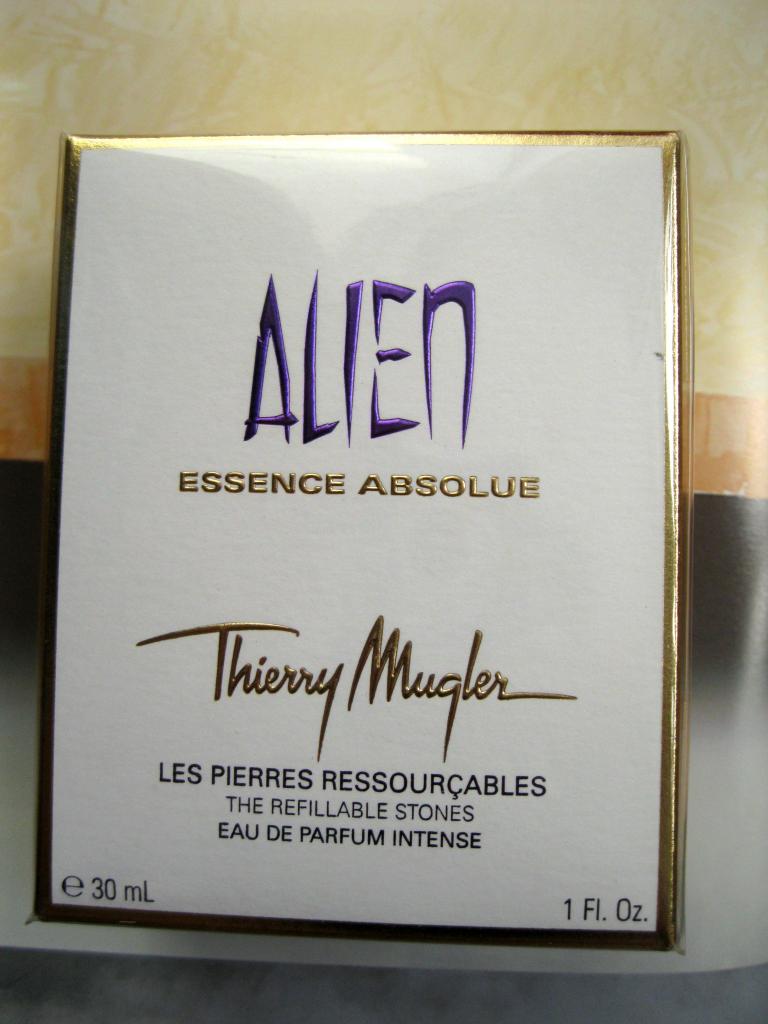 ALIEN
ESSENCE ABSOLUE
Thierry Mugler
LES PIERRES RESSOURÇABLES
THE REFILLABLE STONES
EAU DE PARFUM INTENSE
℮ 30 mL
1 Fl. Oz.